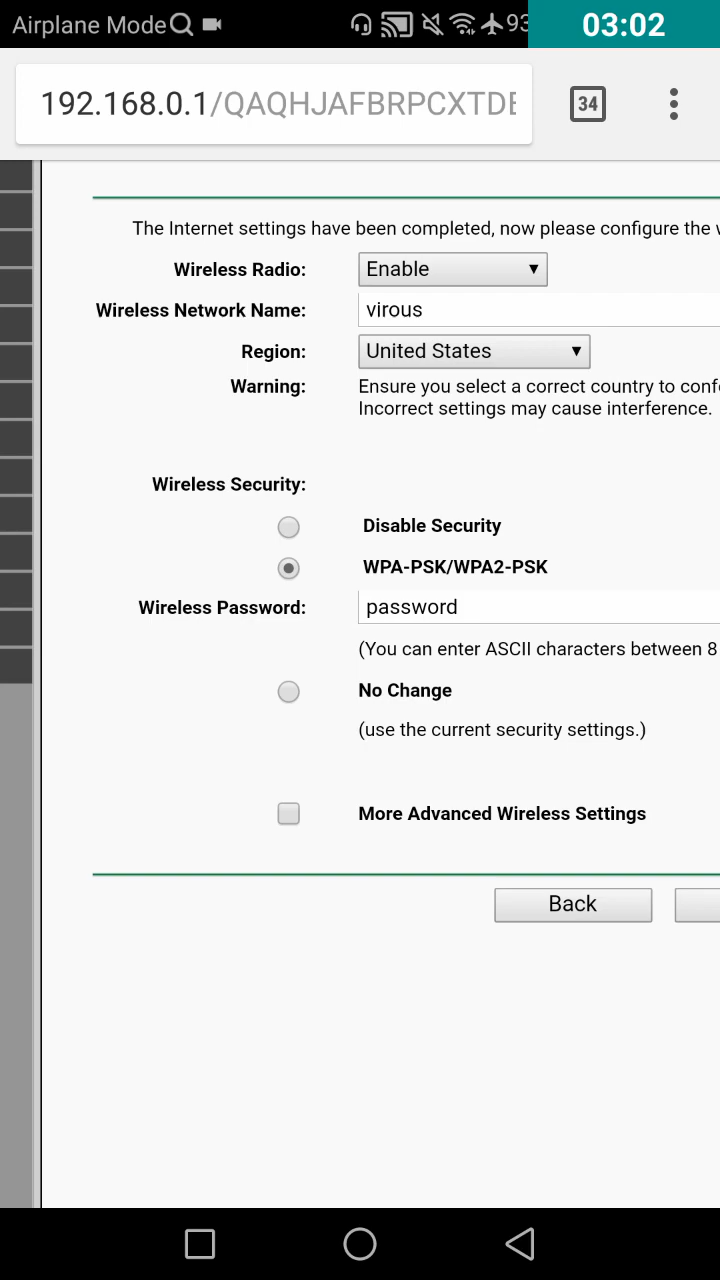 Airplane Mode 93 03:02
192.168.0.1/QAQHJAFBRPCXTDE 34
The Internet settings have been completed, now please configure the
Wireless Radio: Enable
Wireless Network Name: virous
Region: United States
Warning: Ensure you select a correct country to conf
Incorrect settings may cause interference.
Wireless Security:
Disable Security
WPA-PSK/WPA2-PSK
Wireless Password: password
(You can enter ASCII characters between 8
No Change
(use the current security settings.)
More Advanced Wireless Settings
Back